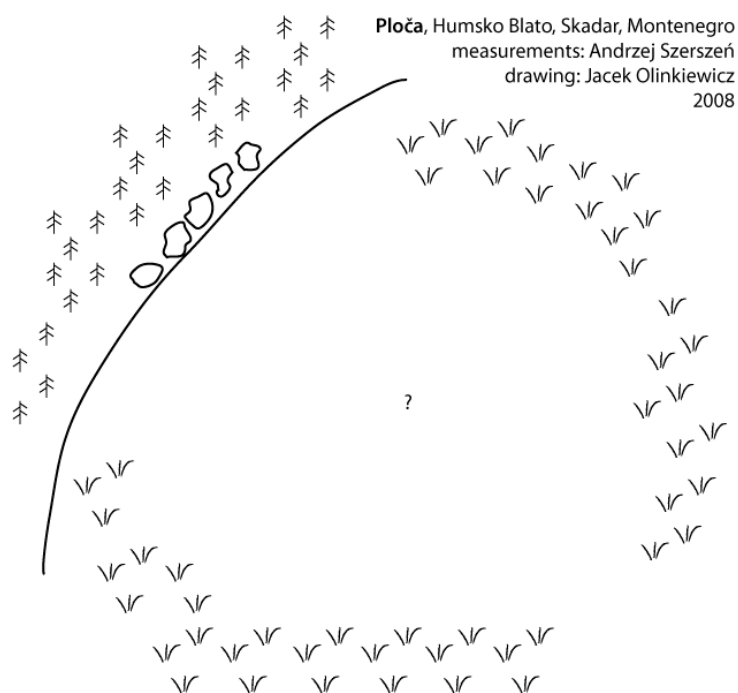 Ploča, Humsko Blato, Skadar, Montenegro
measurements: Andrzej Szerszeń
drawing: Jacek Olinkiewicz
2008
?